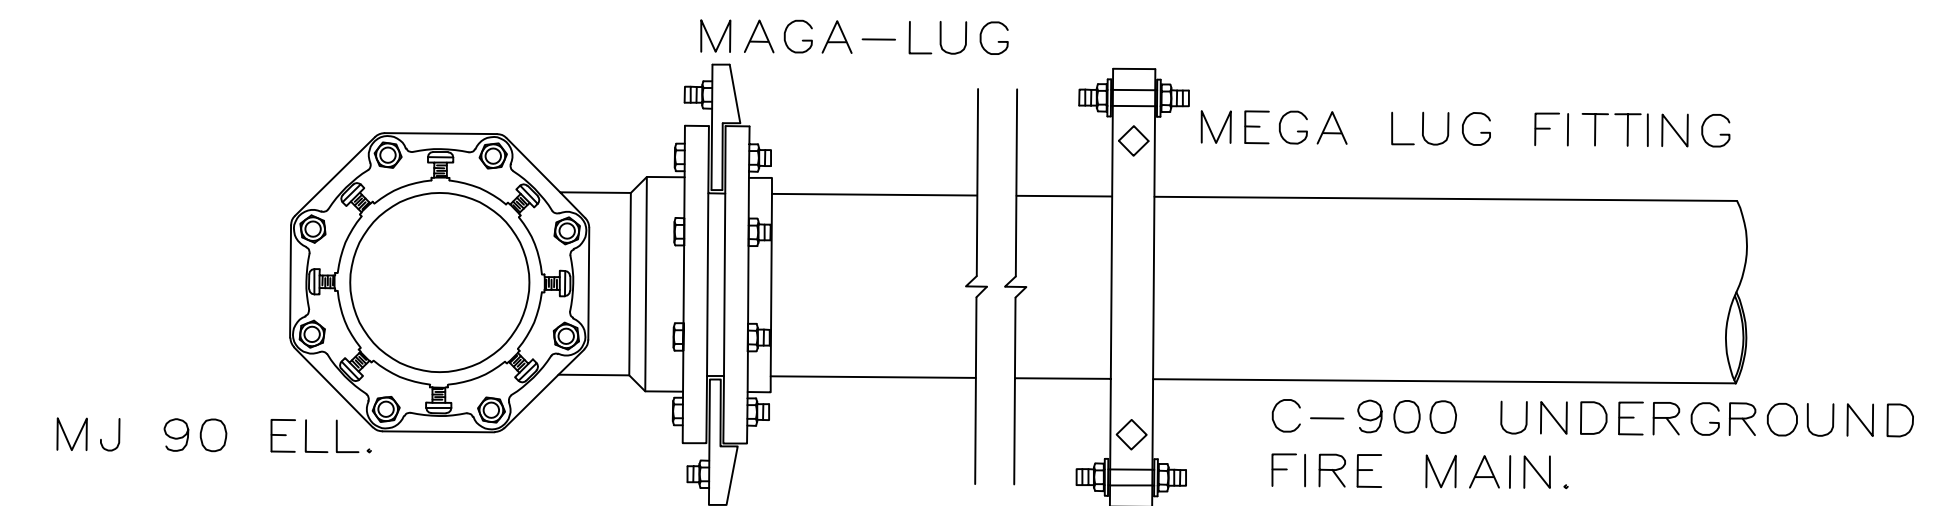 MAGA-LUG
MEGA LUG FITTING
MJ 90 ELL.
C-900 UNDERGROUND
FIRE MAIN.